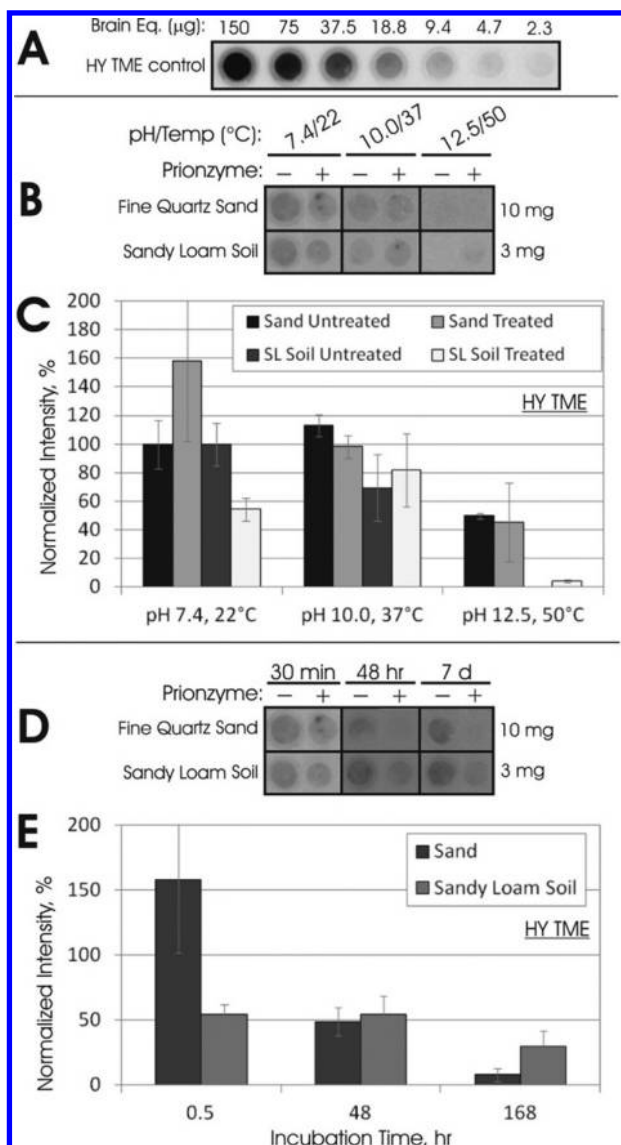 A
Brain Eq. (µg): 150 75 37.5 18.8 9.4 4.7 2.3
HY TME control
B
pH/Temp (°C): 7.4/22 10.0/37 12.5/50
Prionzyme: − + − + − +
Fine Quartz Sand 10 mg
Sandy Loam Soil 3 mg
C
Normalized Intensity, %
200
180
160
140
120
100
80
60
40
20
0
Sand Untreated Sand Treated
SL Soil Untreated SL Soil Treated
HY TME
pH 7.4, 22°C pH 10.0, 37°C pH 12.5, 50°C
D
30 min 48 hr 7 d
Prionzyme: − + − + − +
Fine Quartz Sand 10 mg
Sandy Loam Soil 3 mg
E
Normalized Intensity, %
200
150
100
50
0
Sand
Sandy Loam Soil
HY TME
0.5 48 168
Incubation Time, hr